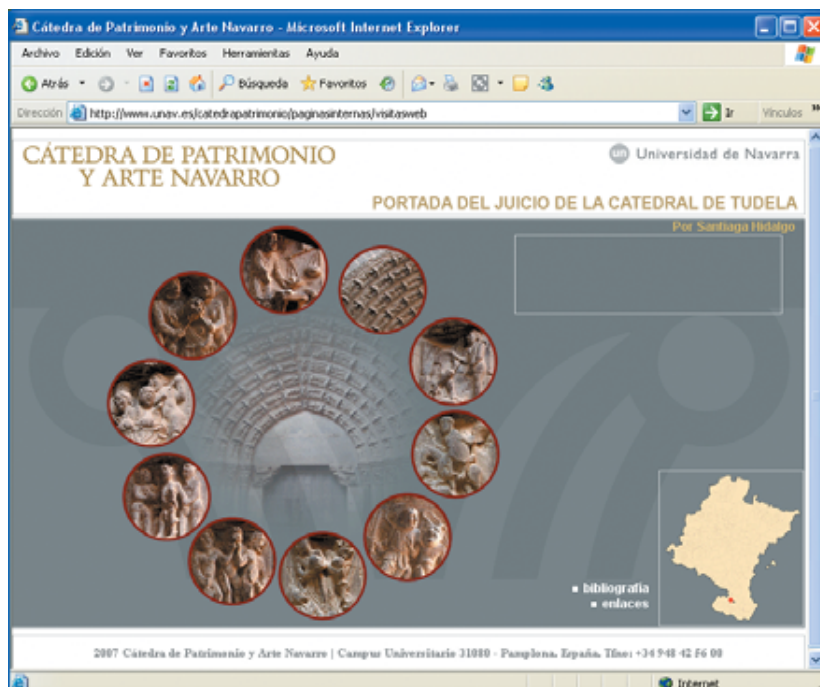 Cátedra de Patrimonio y Arte Navarro - Microsoft Internet Explorer
Archivo Edición Ver Favoritos Herramientas Ayuda
Atrás Búsqueda Favoritos
Dirección http://www.unav.es/catedrapatrimonio/paginasinternas/visitasweb Ir Vínculos »
CÁTEDRA DE PATRIMONIO
Y ARTE NAVARRO
un Universidad de Navarra
PORTADA DEL JUICIO DE LA CATEDRAL DE TUDELA
Por Santiaga Hidalgo
bibliografía
enlaces
2007 Cátedra de Patrimonio y Arte Navarro | Campus Universitario 31080 - Pamplona. España. Tfno: +34 948 42 56 00
Internet